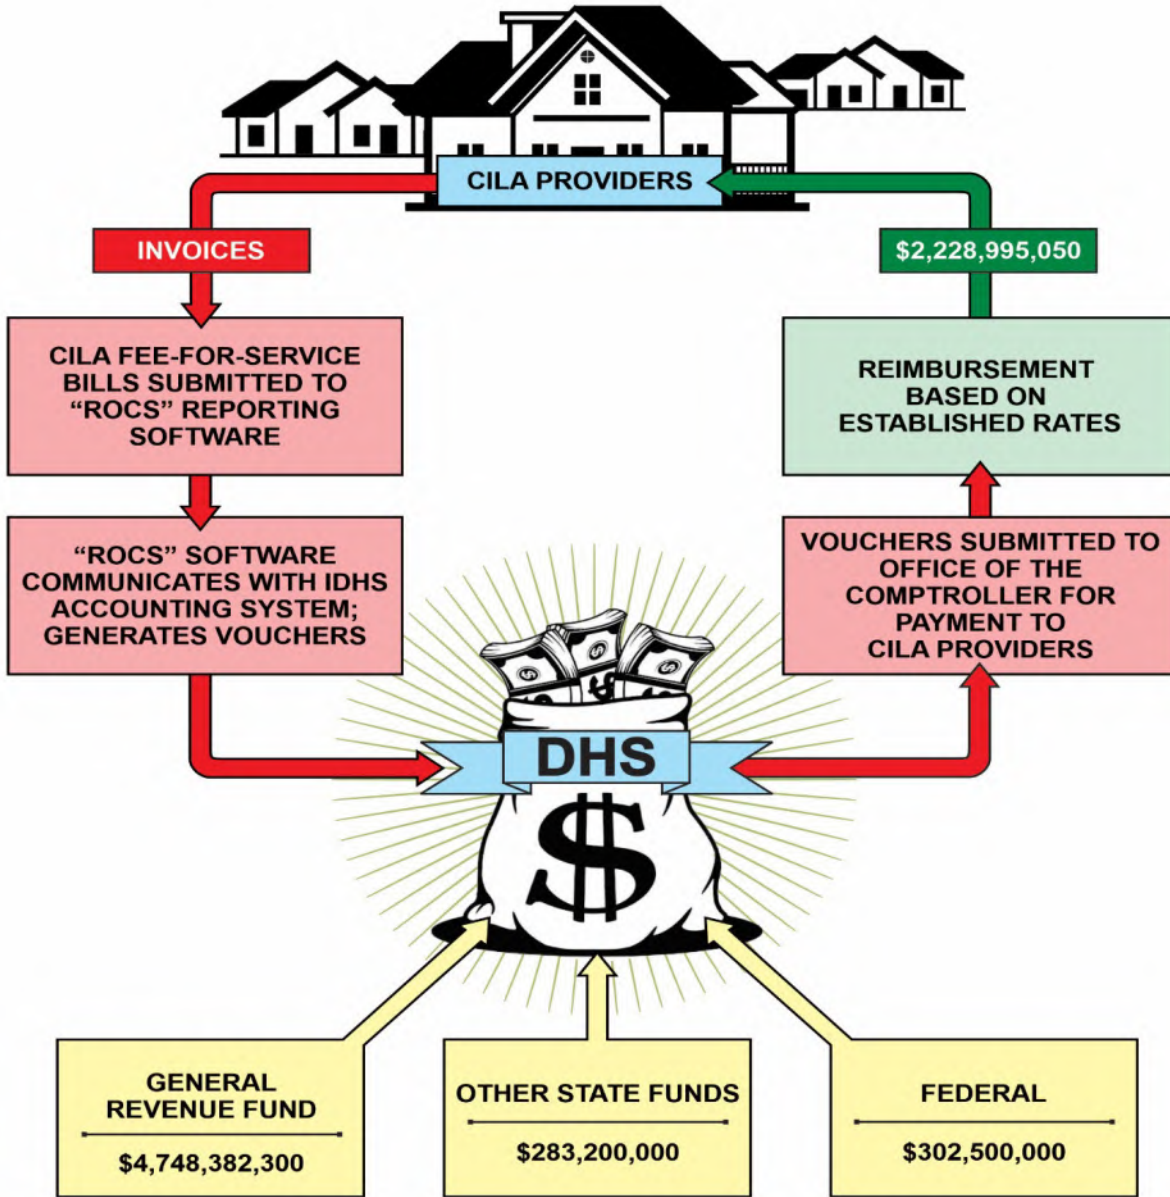 CILA PROVIDERS
INVOICES
$2,228,995,050
CILA FEE-FOR-SERVICE
BILLS SUBMITTED TO
“ROCS” REPORTING
SOFTWARE
REIMBURSEMENT
BASED ON
ESTABLISHED RATES
“ROCS” SOFTWARE
COMMUNICATES WITH IDHS
ACCOUNTING SYSTEM;
GENERATES VOUCHERS
VOUCHERS SUBMITTED TO
OFFICE OF THE
COMPTROLLER FOR
PAYMENT TO
CILA PROVIDERS
DHS
$
GENERAL
REVENUE FUND
$4,748,382,300
OTHER STATE FUNDS
$283,200,000
FEDERAL
$302,500,000